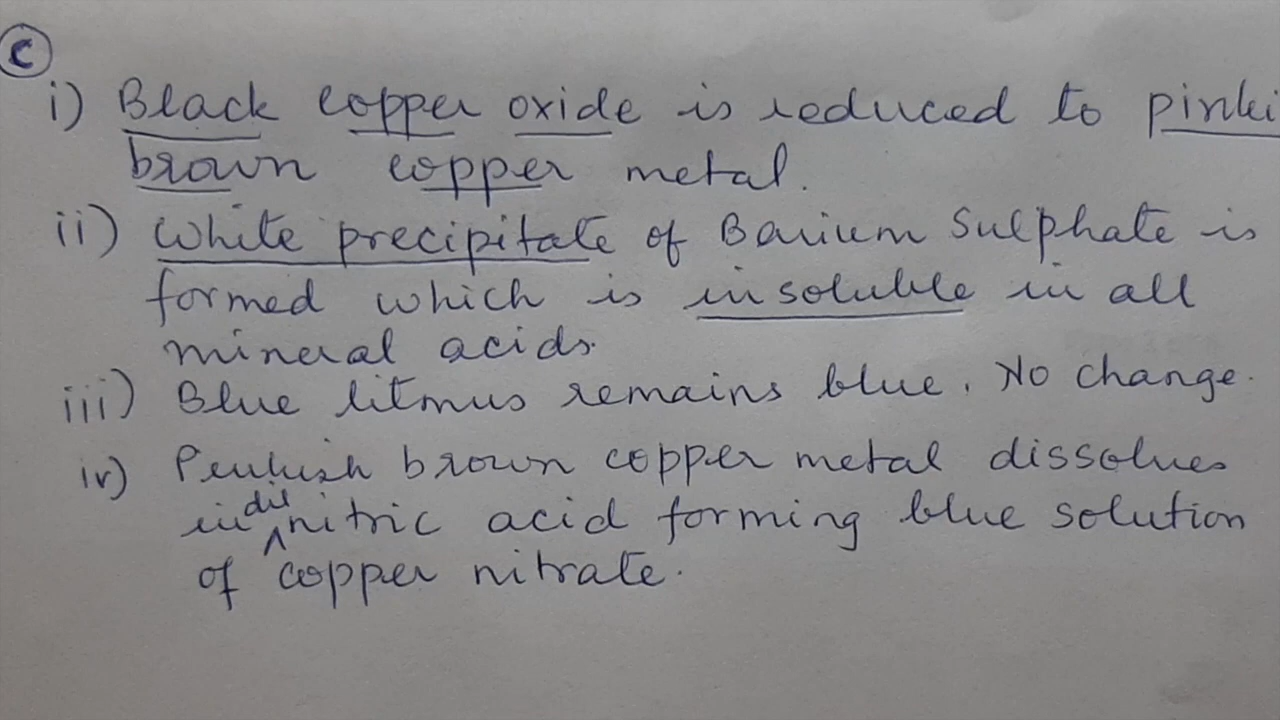 C
i) Black copper oxide is reduced to pinki
brown copper metal.
ii) White precipitate of Barium Sulphate is
formed which is insoluble in all
mineral acids.
iii) Blue litmus remains blue. No change.
iv) Pinkish brown copper metal dissolves
in dil nitric acid forming blue solution
of copper nitrate.